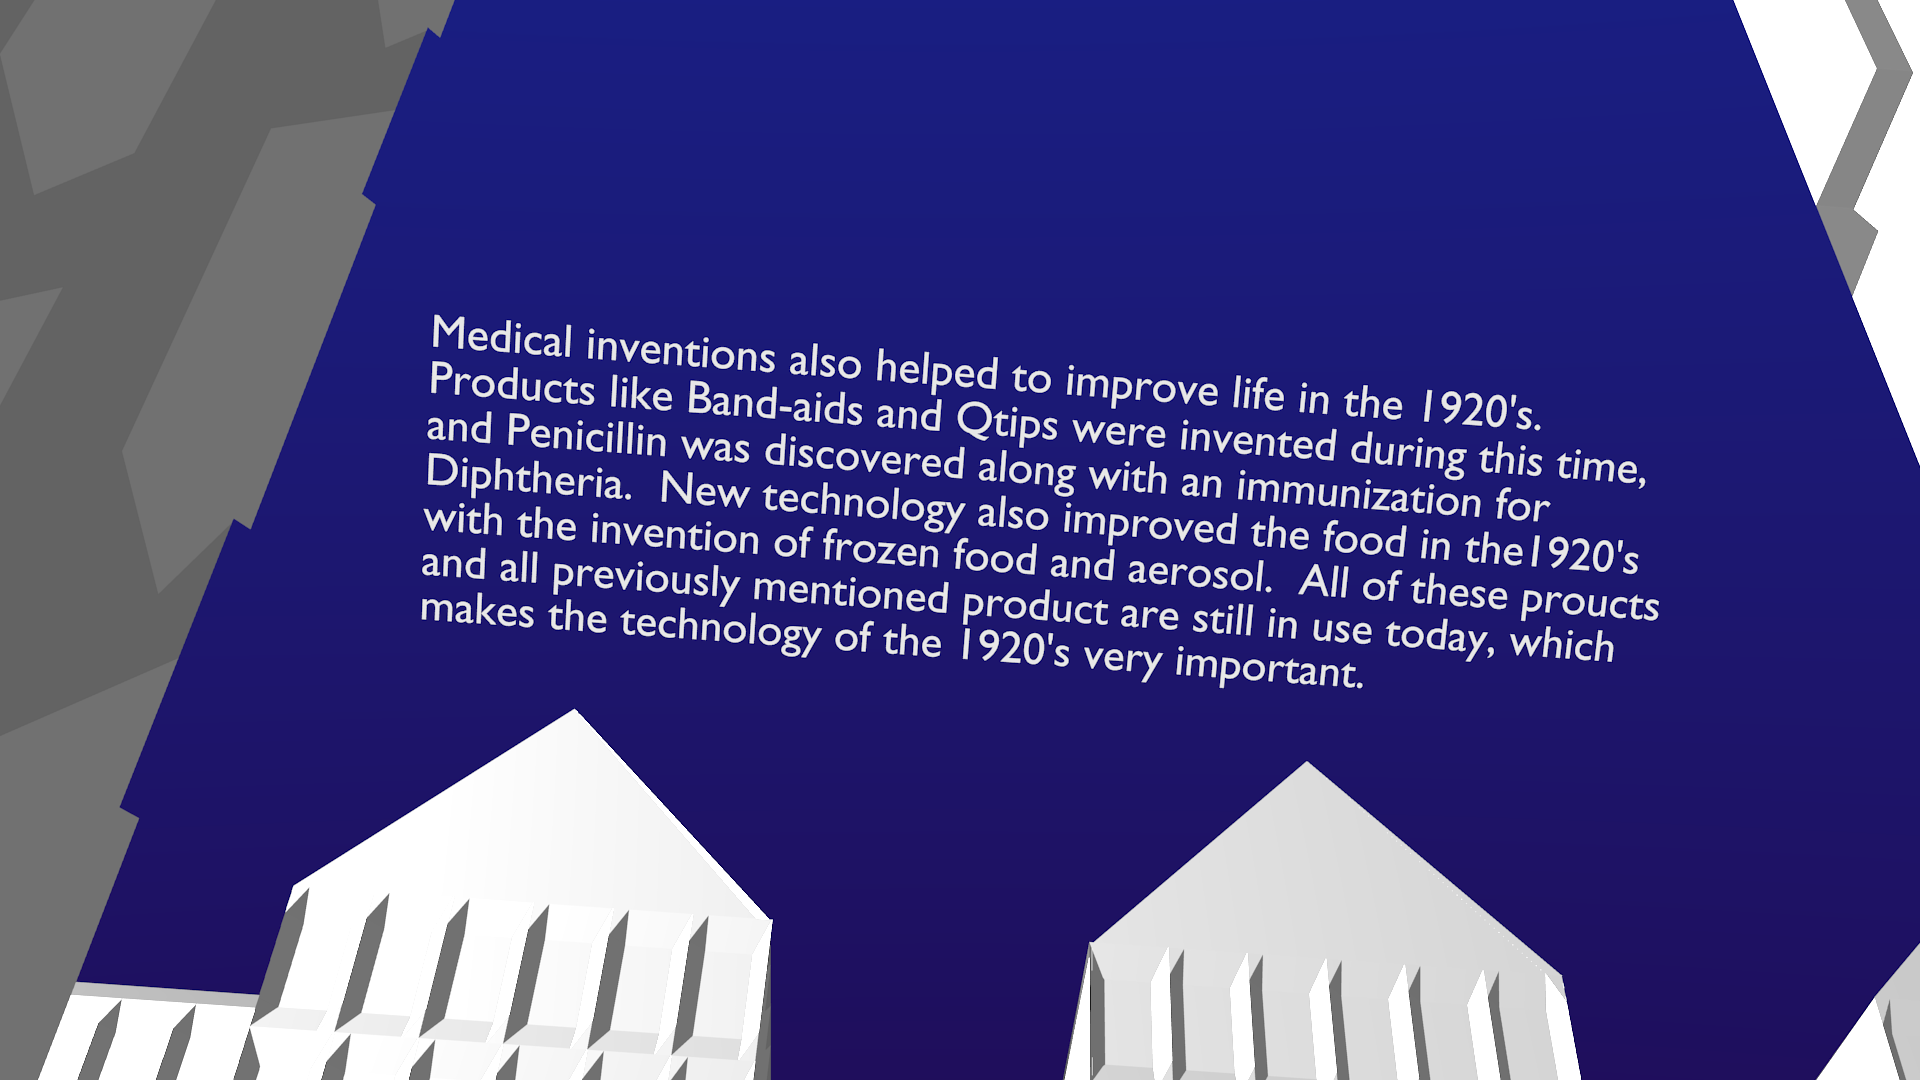 Medical inventions also helped to improve life in the 1920's.
Products like Band-aids and Qtips were invented during this time,
and Penicillin was discovered along with an immunization for
Diphtheria.  New technology also improved the food in the1920's
with the invention of frozen food and aerosol.  All of these proucts
and all previously mentioned product are still in use today, which
makes the technology of the 1920's very important.